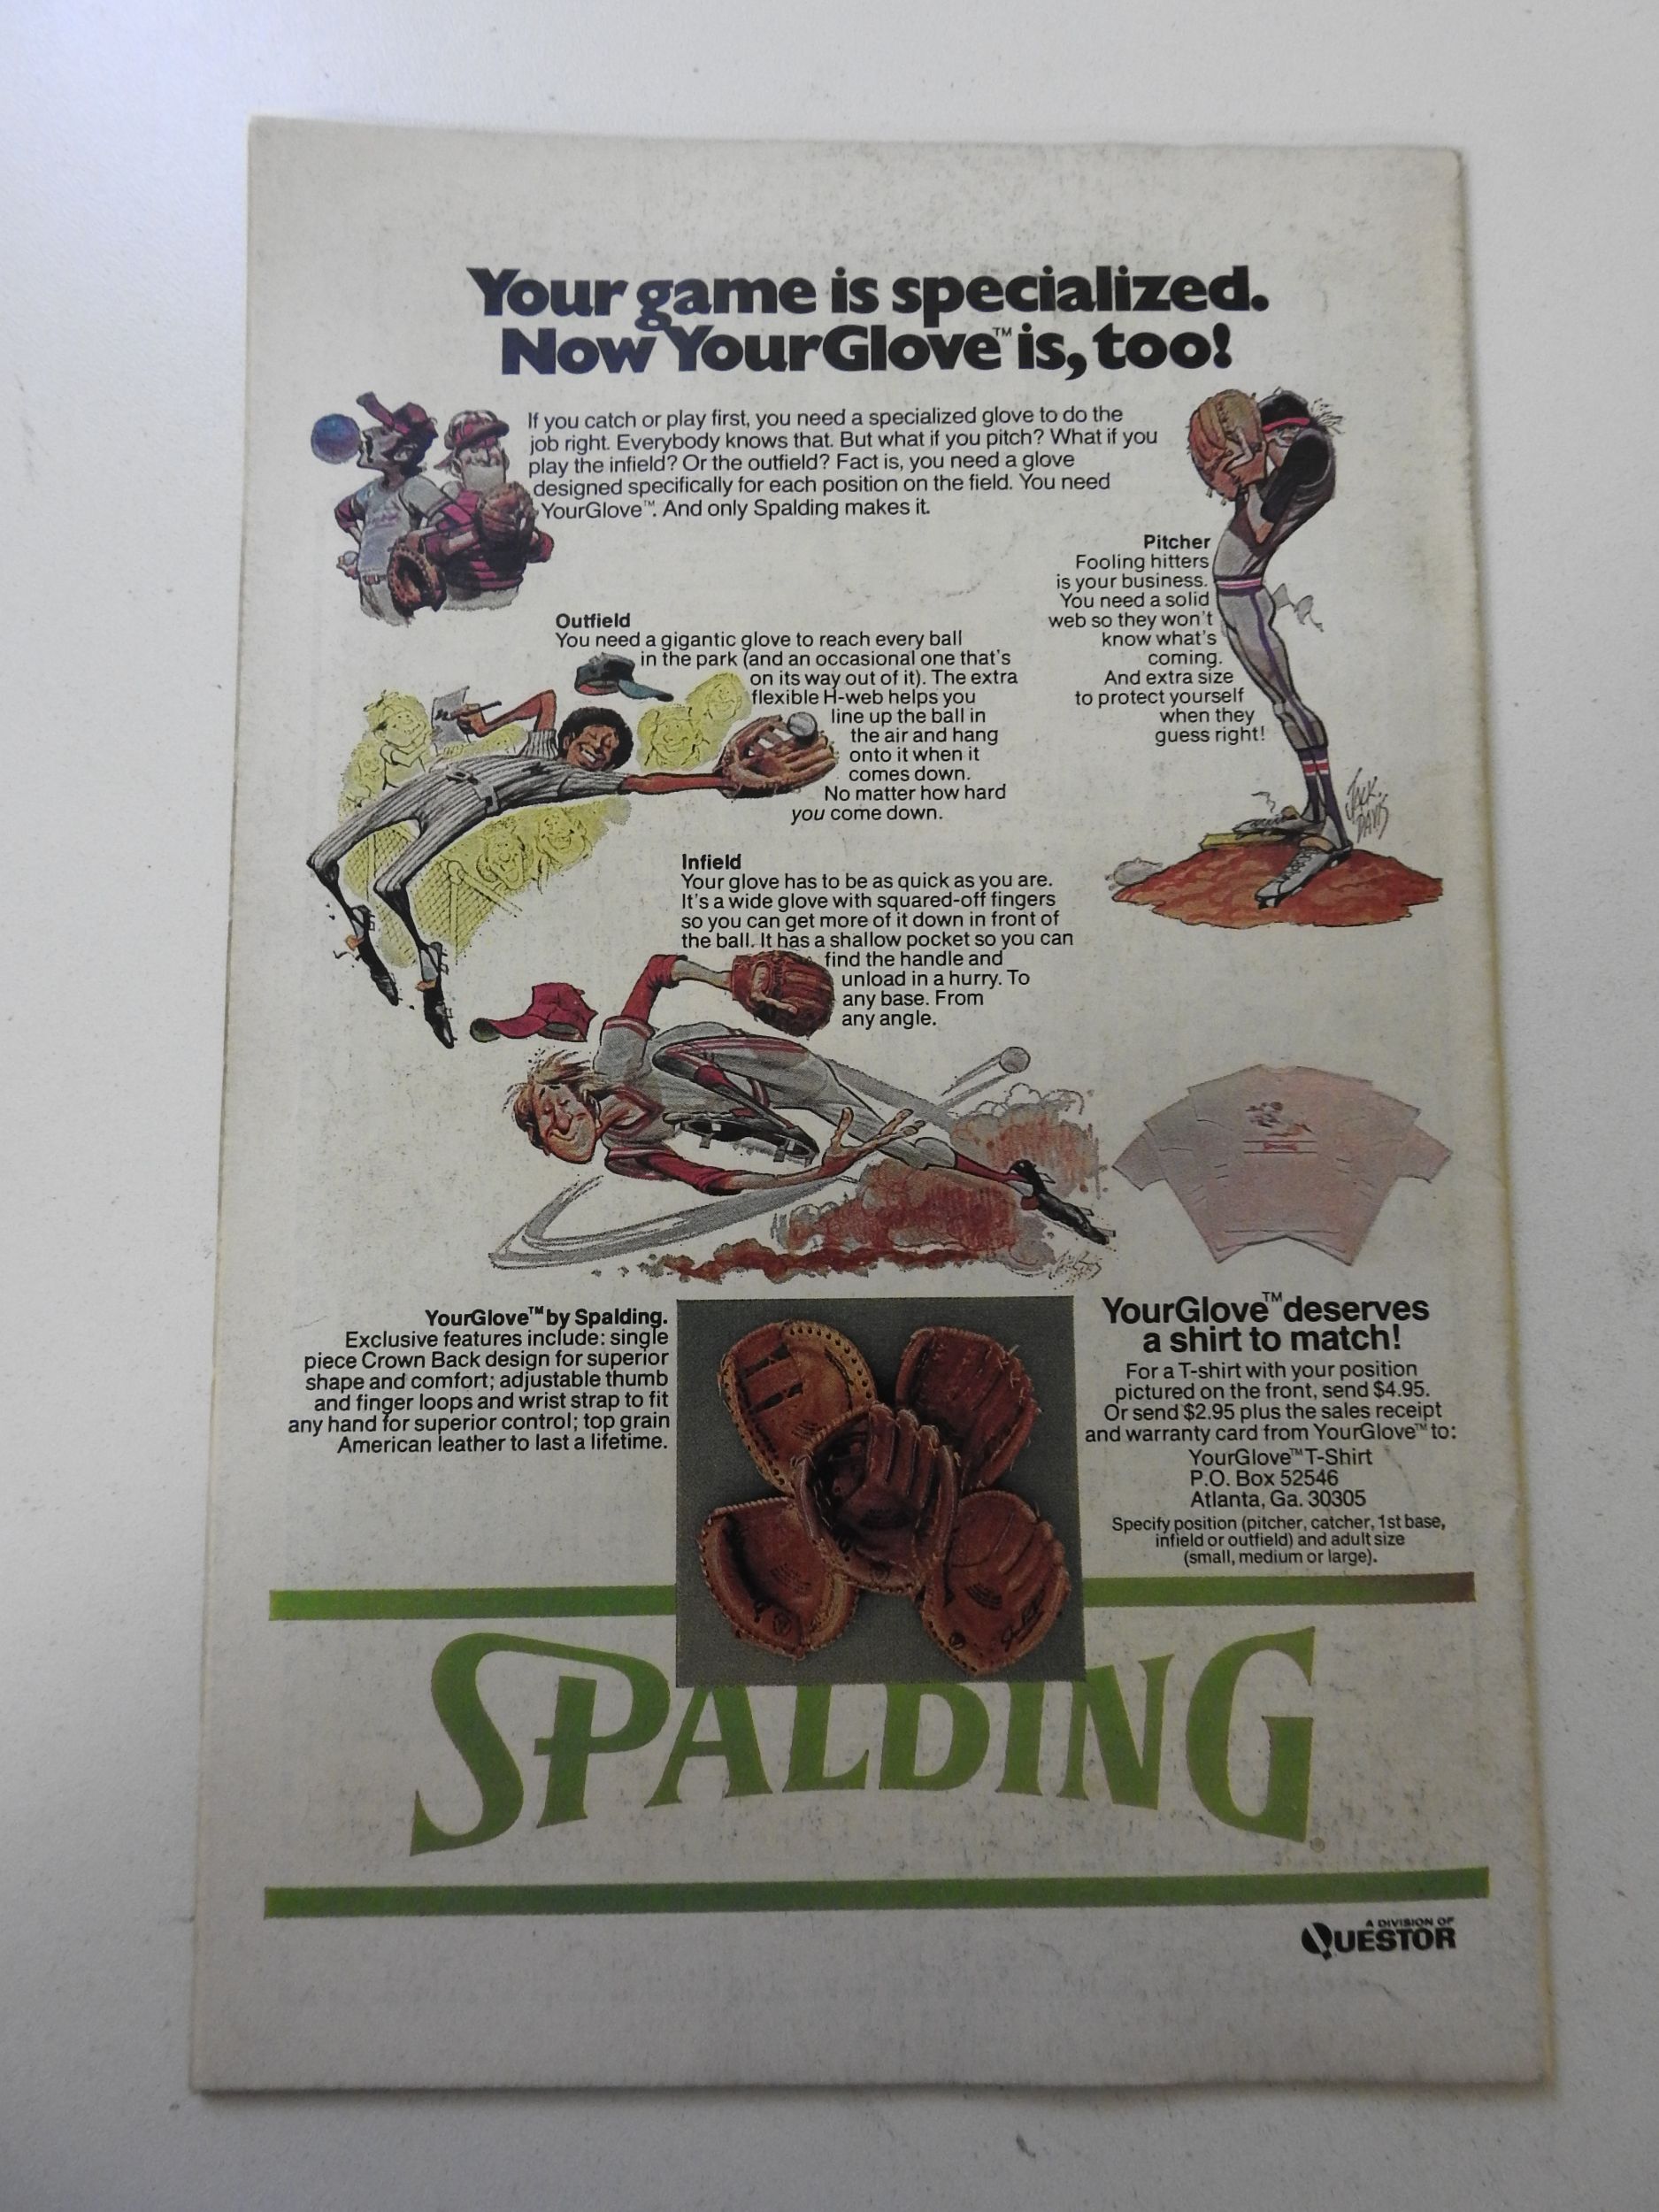 Your game is specialized.
Now YourGlove™ is, too!
If you catch or play first, you need a specialized glove to do the
job right. Everybody knows that. But what if you pitch? What if you
play the infield? Or the outfield? Fact is, you need a glove
designed specifically for each position on the field. You need
YourGlove™. And only Spalding makes it.
Pitcher
Fooling hitters
is your business.
You need a solid
web so they won't
know what's
coming.
And extra size
to protect yourself
when they
guess right!
JACK
DAVIS
Outfield
You need a gigantic glove to reach every ball
in the park (and an occasional one that's
on its way out of it). The extra
flexible H-web helps you
line up the ball in
the air and hang
onto it when it
comes down.
No matter how hard
you come down.
Infield
Your glove has to be as quick as you are.
It's a wide glove with squared-off fingers
so you can get more of it down in front of
the ball. It has a shallow pocket so you can
find the handle and
unload in a hurry. To
any base. From
any angle.
YourGlove™ by Spalding.
Exclusive features include: single
piece Crown Back design for superior
shape and comfort; adjustable thumb
and finger loops and wrist strap to fit
any hand for superior control; top grain
American leather to last a lifetime.
YourGlove™ deserves
a shirt to match!
For a T-shirt with your position
pictured on the front, send $4.95.
Or send $2.95 plus the sales receipt
and warranty card from YourGlove™ to:
YourGlove™ T-Shirt
P.O. Box 52546
Atlanta, Ga. 30305
Specify position (pitcher, catcher, 1st base,
infield or outfield) and adult size
(small, medium or large).
SPALDING®
A DIVISION OF
QUESTOR